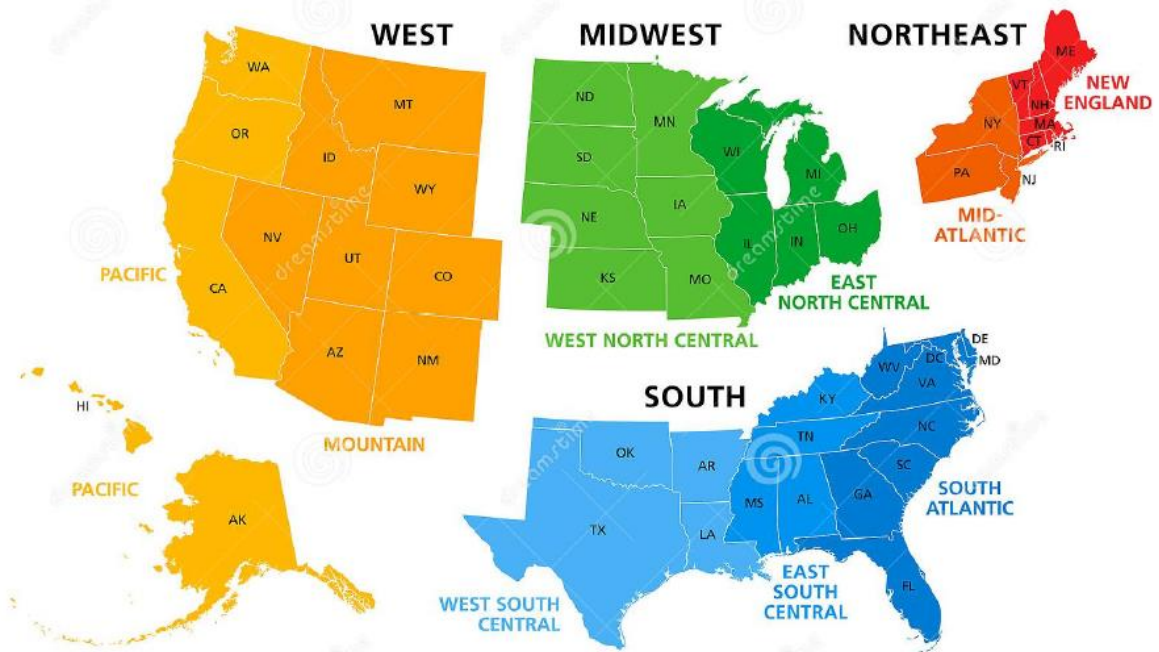 WEST
WA
MT
OR
ID
WY
NV
UT
CO
CA
AZ
NM
PACIFIC
MOUNTAIN
HI
PACIFIC
AK
MIDWEST
ND
MN
SD
WI
MI
NE
IA
IL
IN
OH
KS
MO
EAST
NORTH CENTRAL
WEST NORTH CENTRAL
NORTHEAST
ME
VT
NH
NY
MA
CT
RI
PA
NJ
NEW
ENGLAND
MID-
ATLANTIC
SOUTH
DE
WV
DC
MD
VA
KY
NC
TN
OK
AR
SC
MS
AL
GA
TX
LA
FL
SOUTH
ATLANTIC
EAST
SOUTH
CENTRAL
WEST SOUTH
CENTRAL
dreamstime
dreamstime
dreamstime